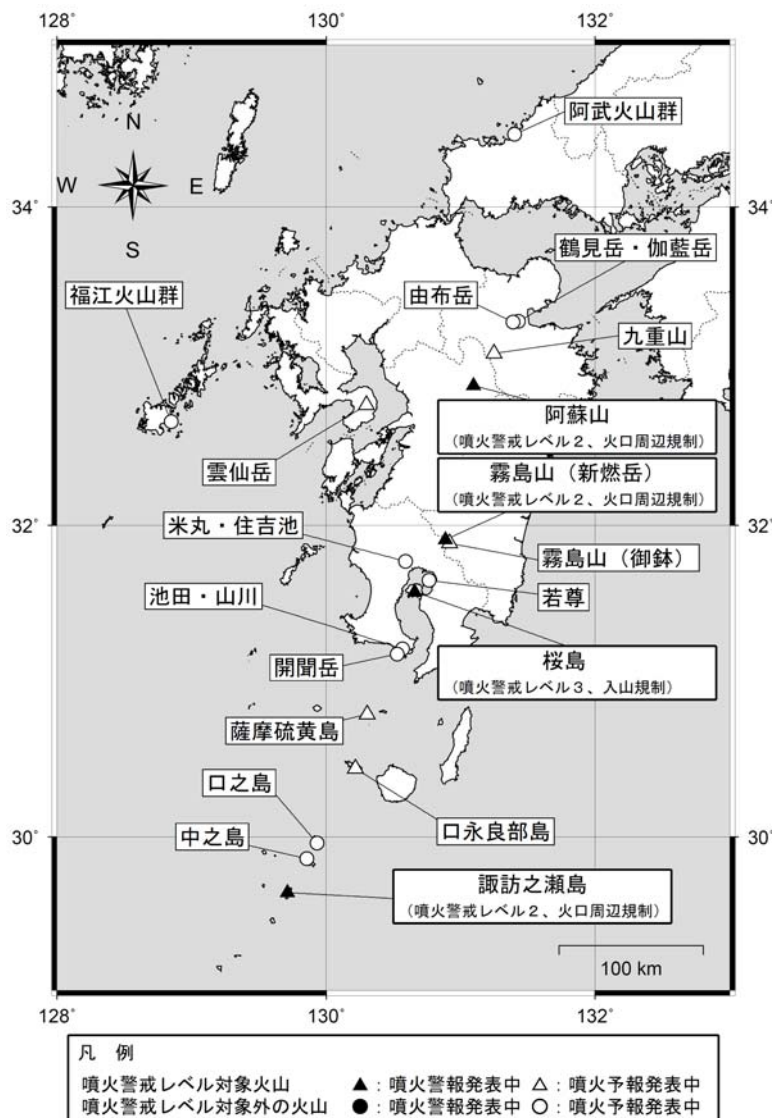 128°
130°
132°
阿武火山群
N
W
E
S
34°
34°
鶴見岳・伽藍岳
福江火山群
由布岳
九重山
阿蘇山
(噴火警戒レベル2、火口周辺規制)
雲仙岳
霧島山(新燃岳)
(噴火警戒レベル2、火口周辺規制)
32°
32°
米丸・住吉池
霧島山(御鉢)
池田・山川
若尊
開聞岳
桜島
(噴火警戒レベル3、入山規制)
薩摩硫黄島
口之島
口永良部島
30°
30°
中之島
諏訪之瀬島
(噴火警戒レベル2、火口周辺規制)
100 km
128°
130°
132°
凡 例
噴火警戒レベル対象火山 ▲:噴火警報発表中 △:噴火予報発表中
噴火警戒レベル対象外の火山 ●:噴火警報発表中 ○:噴火予報発表中